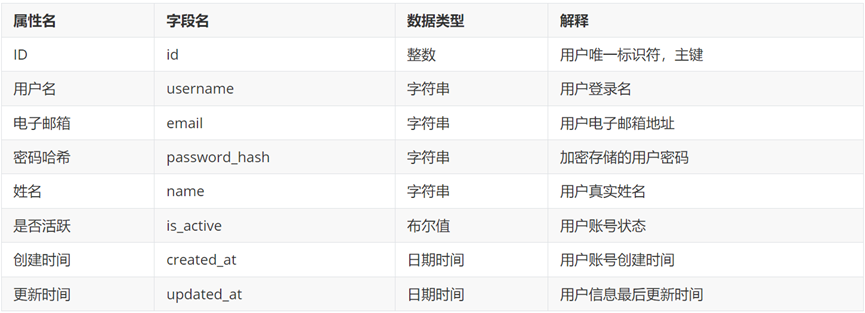 属性名 字段名 数据类型 解释
ID id 整数 用户唯一标识符，主键
用户名 username 字符串 用户登录名
电子邮箱 email 字符串 用户电子邮箱地址
密码哈希 password_hash 字符串 加密存储的用户密码
姓名 name 字符串 用户真实姓名
是否活跃 is_active 布尔值 用户账号状态
创建时间 created_at 日期时间 用户账号创建时间
更新时间 updated_at 日期时间 用户信息最后更新时间